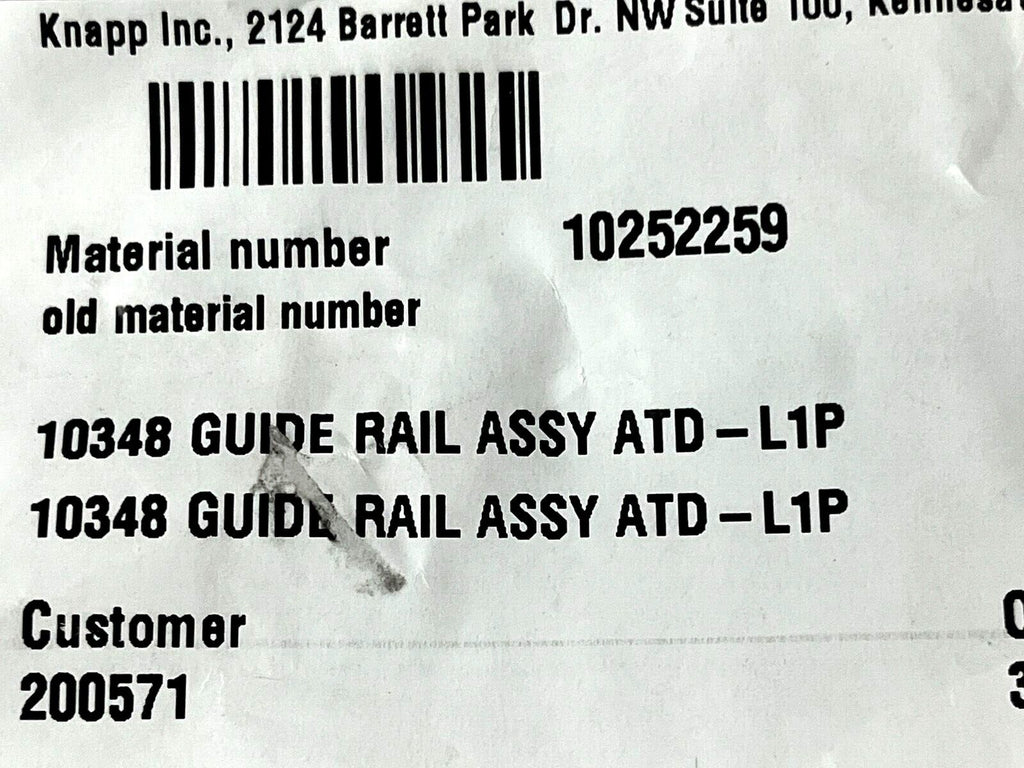 Knapp Inc., 2124 Barrett Park Dr. NW Suite 100,
Material number 10252259
old material number
10348 GUIDE RAIL ASSY ATD-L1P
10348 GUIDE RAIL ASSY ATD-L1P
Customer
200571